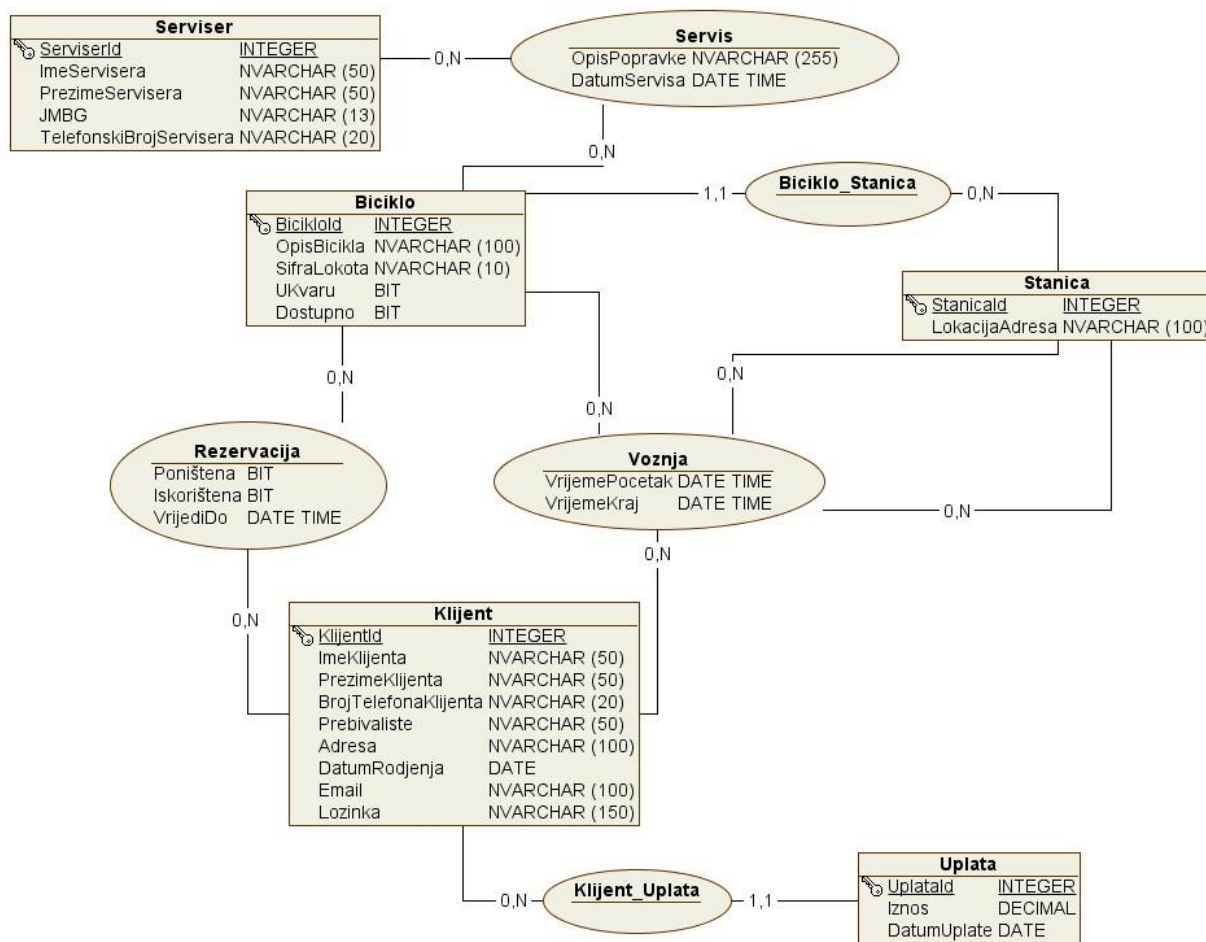 Serviser
ServiserId INTEGER
ImeServisera NVARCHAR (50)
PrezimeServisera NVARCHAR (50)
JMBG NVARCHAR (13)
TelefonskiBrojServisera NVARCHAR (20)
0,N
Servis
OpisPopravke NVARCHAR (255)
DatumServisa DATE TIME
0,N
Biciklo
BicikloId INTEGER
OpisBicikla NVARCHAR (100)
SifraLokota NVARCHAR (10)
UKvaru BIT
Dostupno BIT
1,1
Biciklo_Stanica
0,N
Stanica
StanicaId INTEGER
LokacijaAdresa NVARCHAR (100)
0,N
0,N
0,N
Rezervacija
Poništena BIT
Iskorištena BIT
VrijediDo DATE TIME
Voznja
VrijemePocetak DATE TIME
VrijemeKraj DATE TIME
0,N
0,N
0,N
Klijent
KlijentId INTEGER
ImeKlijenta NVARCHAR (50)
PrezimeKlijenta NVARCHAR (50)
BrojTelefonaKlijenta NVARCHAR (20)
Prebivaliste NVARCHAR (50)
Adresa NVARCHAR (100)
DatumRodjenja DATE
Email NVARCHAR (100)
Lozinka NVARCHAR (150)
0,N
Klijent_Uplata
1,1
Uplata
UplataId INTEGER
Iznos DECIMAL
DatumUplate DATE